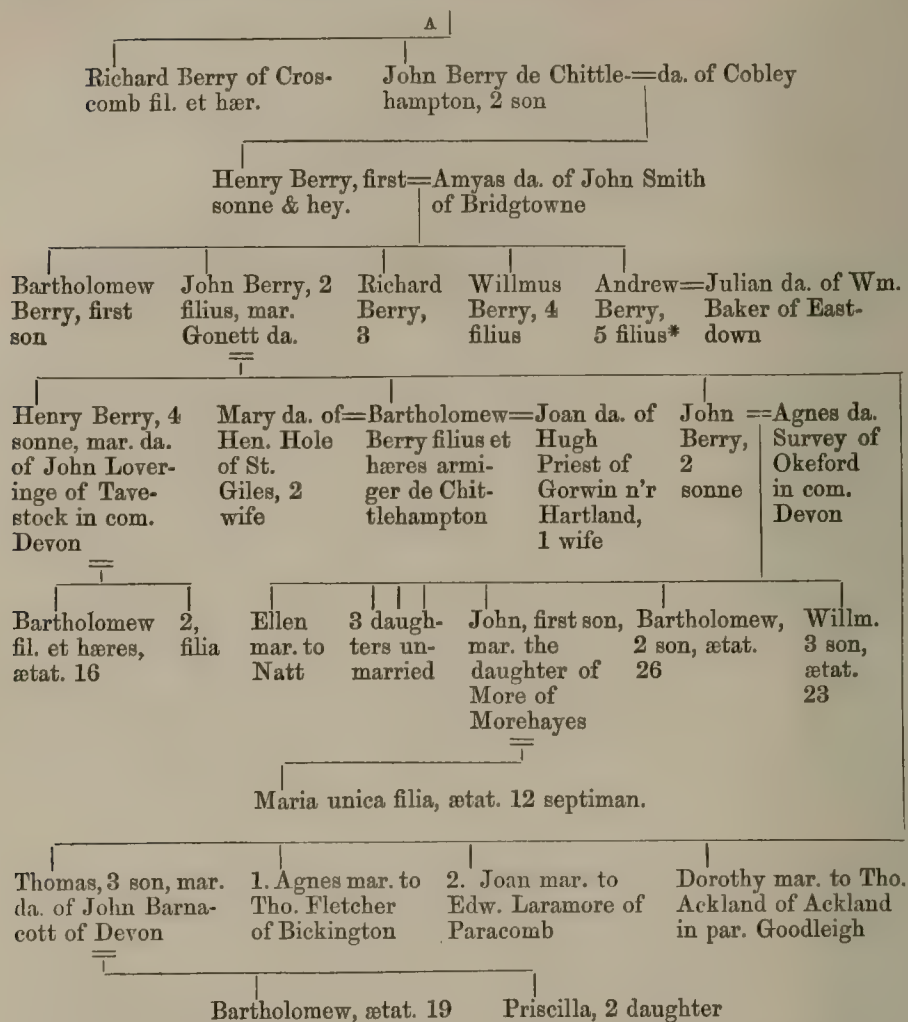 A
Richard Berry of Cros-
comb fil. et hær.
John Berry de Chittle-=da. of Cobley
hampton, 2 son
Henry Berry, first=Amyas da. of John Smith
sonne & hey. of Bridgtowne
Bartholomew
Berry, first
son
John Berry, 2
filius, mar.
Gonett da.
Richard
Berry,
3
Willmus
Berry, 4
filius
Andrew=Julian da. of Wm.
Berry, Baker of East-
5 filius* down
Henry Berry, 4
sonne, mar. da.
of John Lover-
inge of Tave-
stock in com.
Devon
Mary da. of=Bartholomew=Joan da. of
Hen. Hole Berry filius et Hugh
of St. hæres armi- Priest of
Giles, 2 ger de Chit- Gorwin n'r
wife tlehampton Hartland,
1 wife
John =Agnes da.
Berry, Survey of
2 Okeford
sonne in com.
Devon
Bartholomew
fil. et hæres,
ætat. 16
2,
filia
Ellen
mar. to
Natt
3 daugh-
ters un-
married
John, first son,
mar. the
daughter of
More of
Morehayes
Bartholomew,
2 son, ætat.
26
Willm.
3 son,
ætat.
23
Maria unica filia, ætat. 12 septiman.
Thomas, 3 son, mar.
da. of John Barna-
cott of Devon
1. Agnes mar. to
Tho. Fletcher
of Bickington
2. Joan mar. to
Edw. Laramore of
Paracomb
Dorothy mar. to Tho.
Ackland of Ackland
in par. Goodleigh
Bartholomew, ætat. 19
Priscilla, 2 daughter